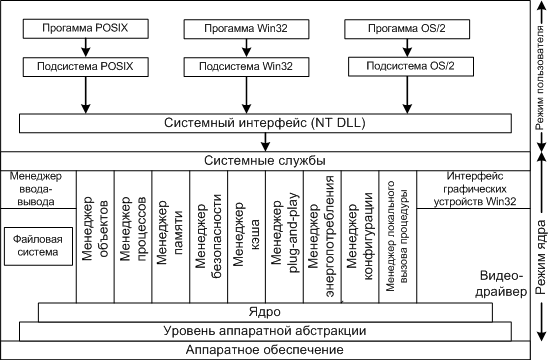 Программа POSIX
Прогамма Win32
Прогамма OS/2
Подсистема POSIX
Подсистема Win32
Подсистема OS/2
Системный интерфейс (NT DLL)
Режим пользователя
Системные службы
Менеджер
ввода-
вывода
Файловая
система
Менеджер
объектов
Менеджер
процессов
Менеджер
памяти
Менеджер
безопасности
Менеджер
кэша
Менеджер
plug-and-play
Менеджер
энергопотребления
Менеджер
конфигурации
Менеджер локального
вызова процедуры
Интерфейс
графических
устройств Win32
Видео-
драйвер
Режим ядра
Ядро
Уровень аппаратной абстракции
Аппаратное обеспечение